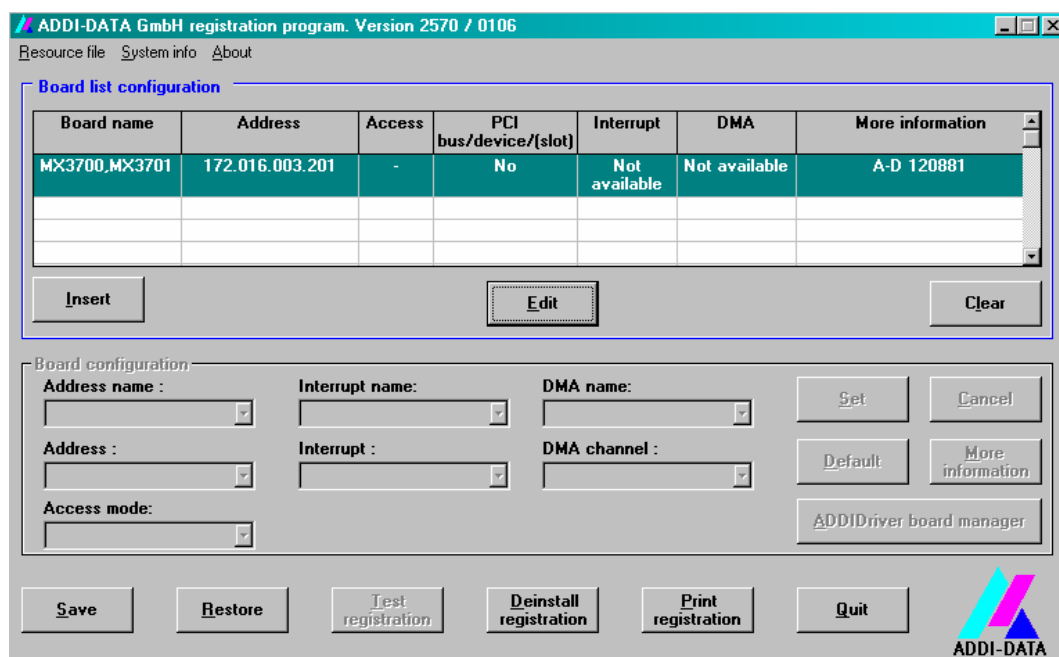 ADDI-DATA GmbH registration program. Version 2570 / 0106
Resource file System info About
Board list configuration
Board name Address Access PCI bus/device/(slot) Interrupt DMA More information
MX3700,MX3701 172.016.003.201 - No Not available Not available A-D 120881
Insert Edit Clear
Board configuration
Address name : Interrupt name: DMA name:
Set Cancel
Address : Interrupt : DMA channel :
Default More information
Access mode:
ADDIDriver board manager
Save Restore Test registration Deinstall registration Print registration Quit
ADDI-DATA